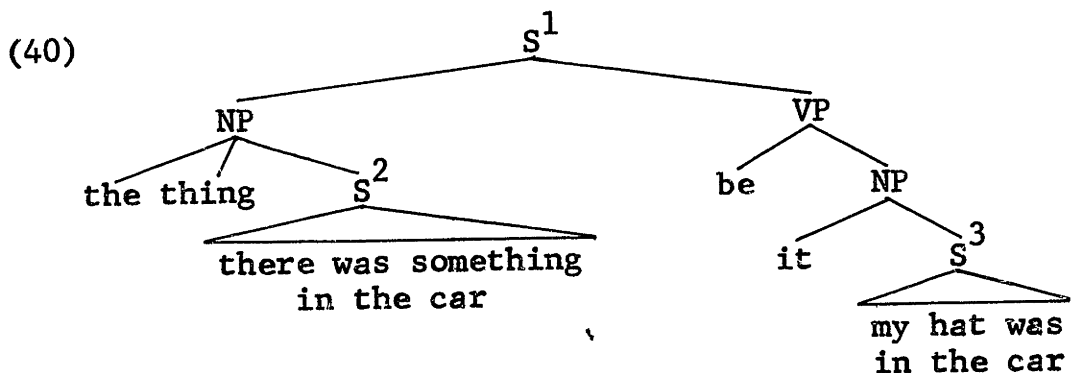 (40)
S¹
NP
VP
the thing
S²
be
NP
it
S³
there was something
in the car
my hat was
in the car